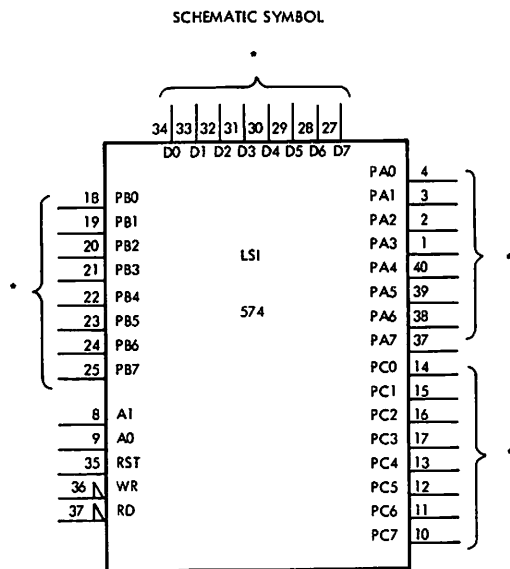 SCHEMATIC SYMBOL
*
34 33 32 31 30 29 28 27
D0 D1 D2 D3 D4 D5 D6 D7
18 PB0
19 PB1
20 PB2
21 PB3
22 PB4
23 PB5
24 PB6
25 PB7
*
8 A1
9 A0
35 RST
36 WR
37 RD
LSI
574
PA0 4
PA1 3
PA2 2
PA3 1
PA4 40
PA5 39
PA6 38
PA7 37
*
PC0 14
PC1 15
PC2 16
PC3 17
PC4 13
PC5 12
PC6 11
PC7 10
*